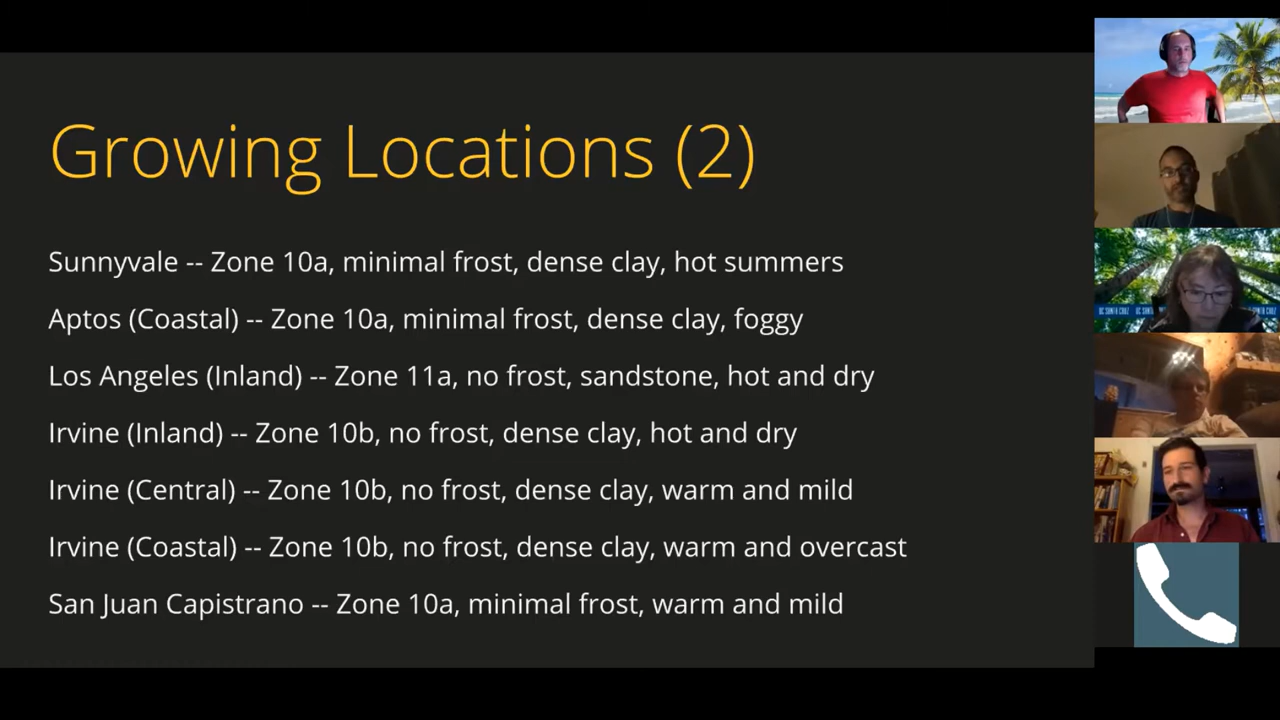 Growing Locations (2)
Sunnyvale -- Zone 10a, minimal frost, dense clay, hot summers
Aptos (Coastal) -- Zone 10a, minimal frost, dense clay, foggy
Los Angeles (Inland) -- Zone 11a, no frost, sandstone, hot and dry
Irvine (Inland) -- Zone 10b, no frost, dense clay, hot and dry
Irvine (Central) -- Zone 10b, no frost, dense clay, warm and mild
Irvine (Coastal) -- Zone 10b, no frost, dense clay, warm and overcast
San Juan Capistrano -- Zone 10a, minimal frost, warm and mild
UC SANTA CRUZ